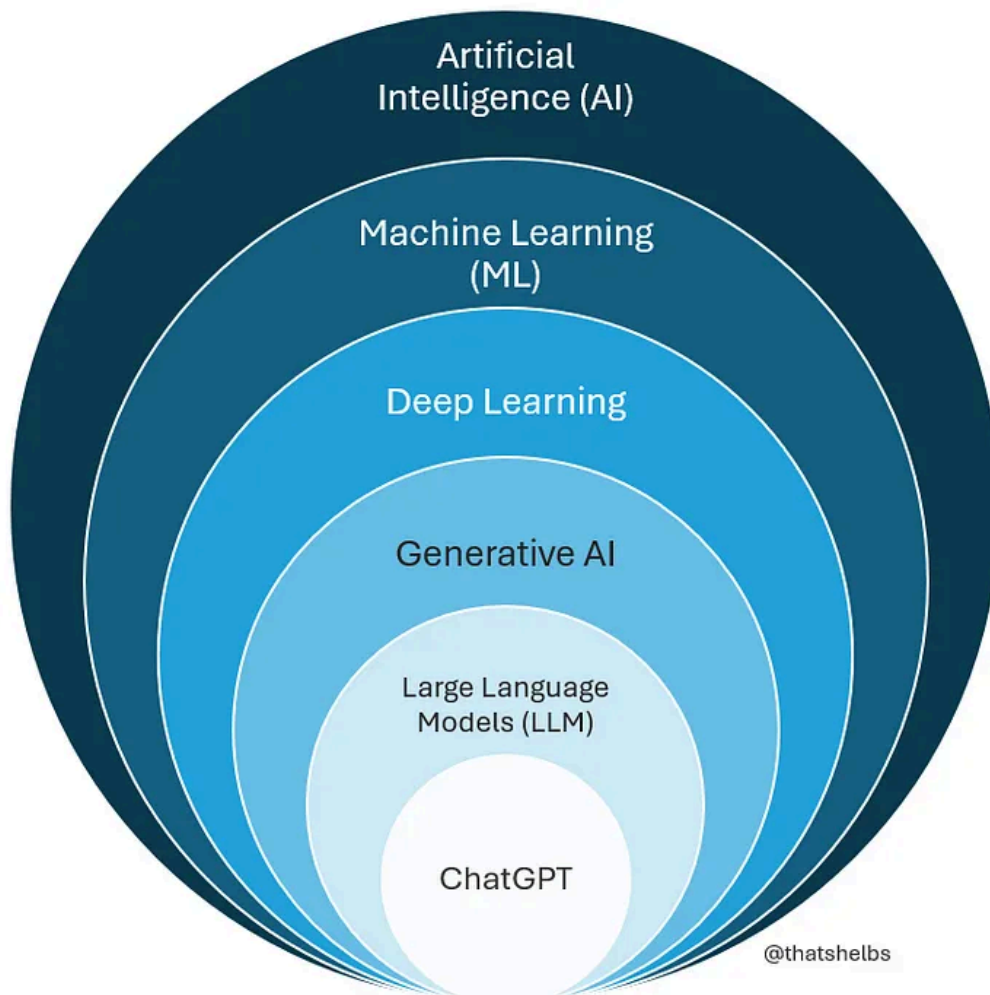 Artificial
Intelligence (AI)
Machine Learning
(ML)
Deep Learning
Generative AI
Large Language
Models (LLM)
ChatGPT
@thatshelbs